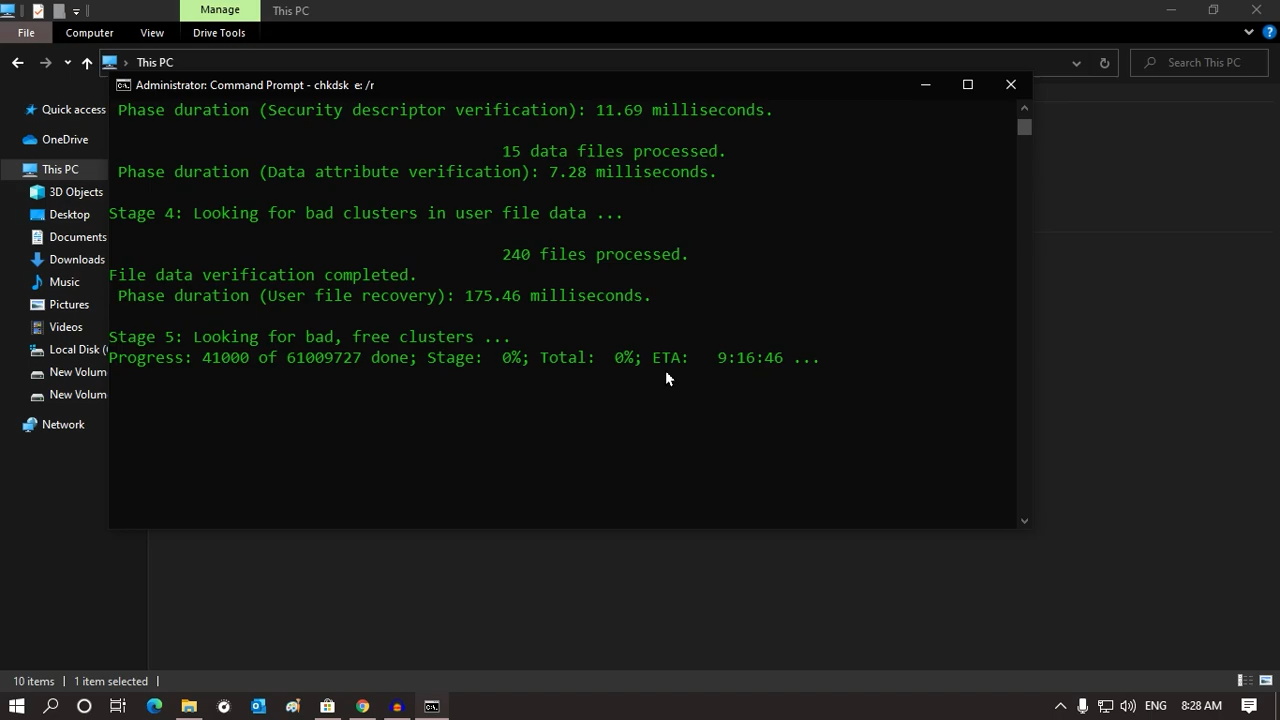 Manage
This PC
File
Computer
View
Drive Tools
This PC
Search This PC
Administrator: Command Prompt - chkdsk e: /r
Phase duration (Security descriptor verification): 11.69 milliseconds.
15 data files processed.
Phase duration (Data attribute verification): 7.28 milliseconds.
Stage 4: Looking for bad clusters in user file data ...
240 files processed.
File data verification completed.
Phase duration (User file recovery): 175.46 milliseconds.
Stage 5: Looking for bad, free clusters ...
Progress: 41000 of 61009727 done; Stage:  0%; Total:  0%; ETA:   9:16:46 ...
Quick access
OneDrive
This PC
3D Objects
Desktop
Documents
Downloads
Music
Pictures
Videos
Local Disk (
New Volum
New Volum
Network
10 items
1 item selected
ENG
8:28 AM